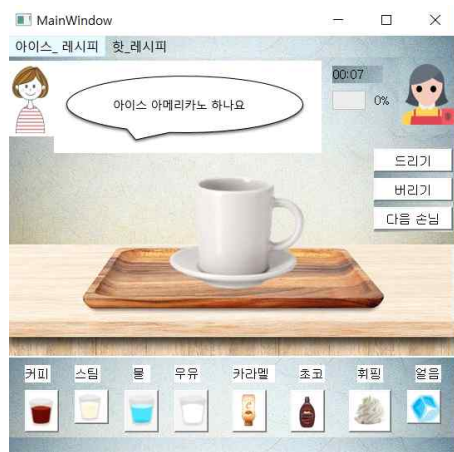 MainWindow
아이스_ 레시피 핫_레시피
아이스 아메리카노 하나요
00:07
0%
드리기
버리기
다음 손님
커피 스팀 물 우유 카라멜 초코 휘핑 얼음